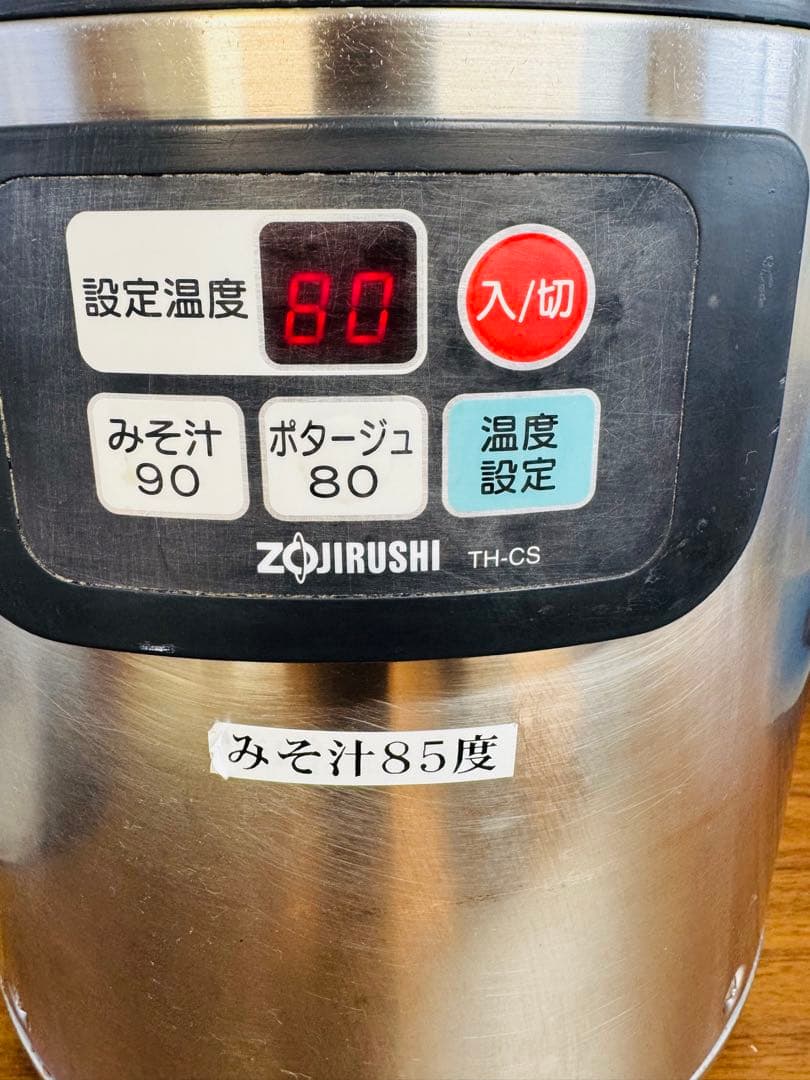 設定温度 80 入/切
みそ汁 90
ポタージュ 80
温度設定
ZOJIRUSHI TH-CS
みそ汁85度